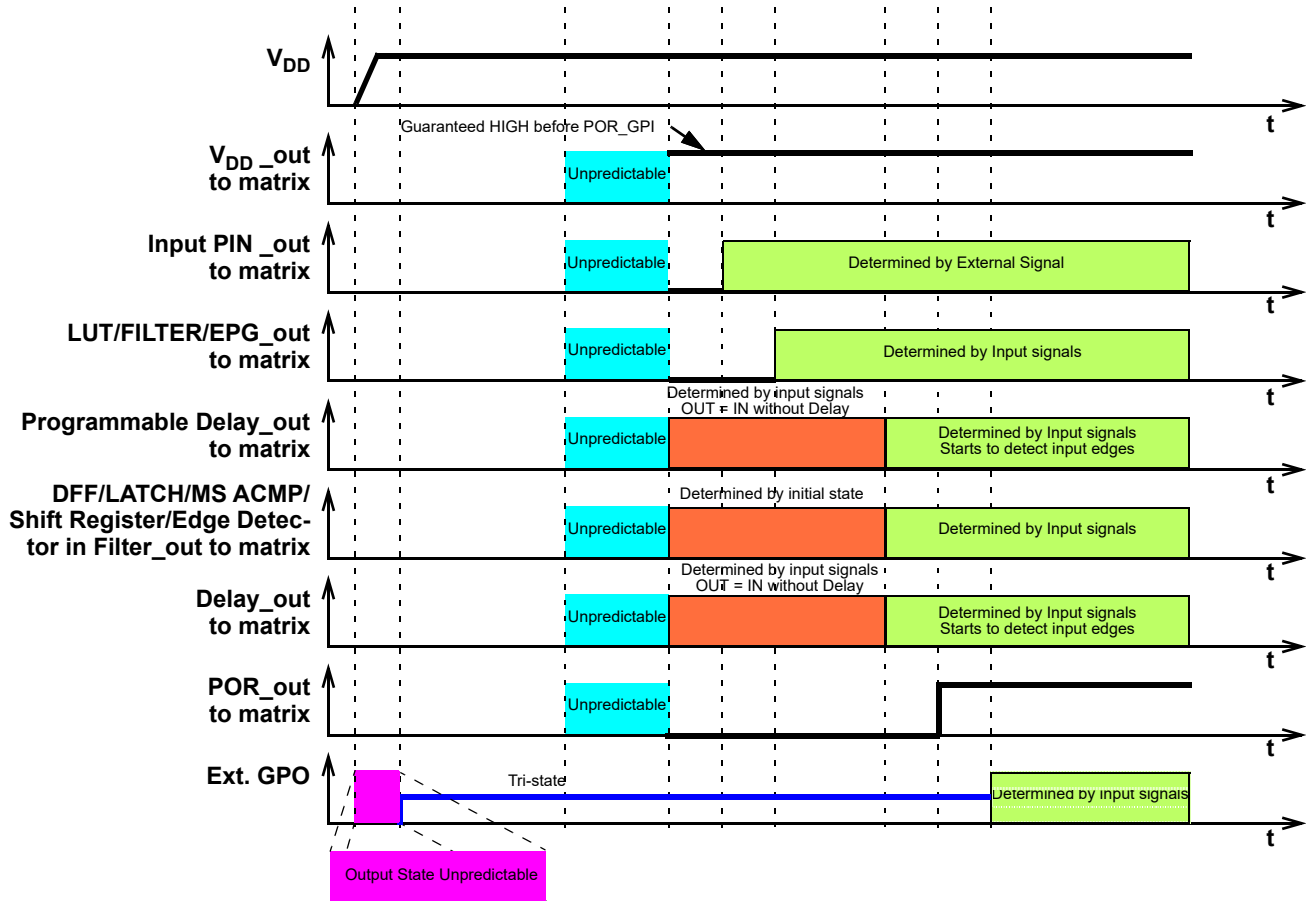 V_DD
t
Guaranteed HIGH before POR_GPI
V_DD _out
to matrix
Unpredictable
t
Input PIN _out
to matrix
Unpredictable
Determined by External Signal
t
LUT/FILTER/EPG_out
to matrix
Unpredictable
Determined by Input signals
t
Determined by input signals
OUT = IN without Delay
Programmable Delay_out
to matrix
Unpredictable
Determined by Input signals
Starts to detect input edges
t
DFF/LATCH/MS ACMP/
Shift Register/Edge Detec-
tor in Filter_out to matrix
Determined by initial state
Unpredictable
Determined by Input signals
t
Determined by input signals
OUT = IN without Delay
Delay_out
to matrix
Unpredictable
Determined by Input signals
Starts to detect input edges
t
POR_out
to matrix
Unpredictable
t
Ext. GPO
Tri-state
Determined by Input signals
t
Output State Unpredictable